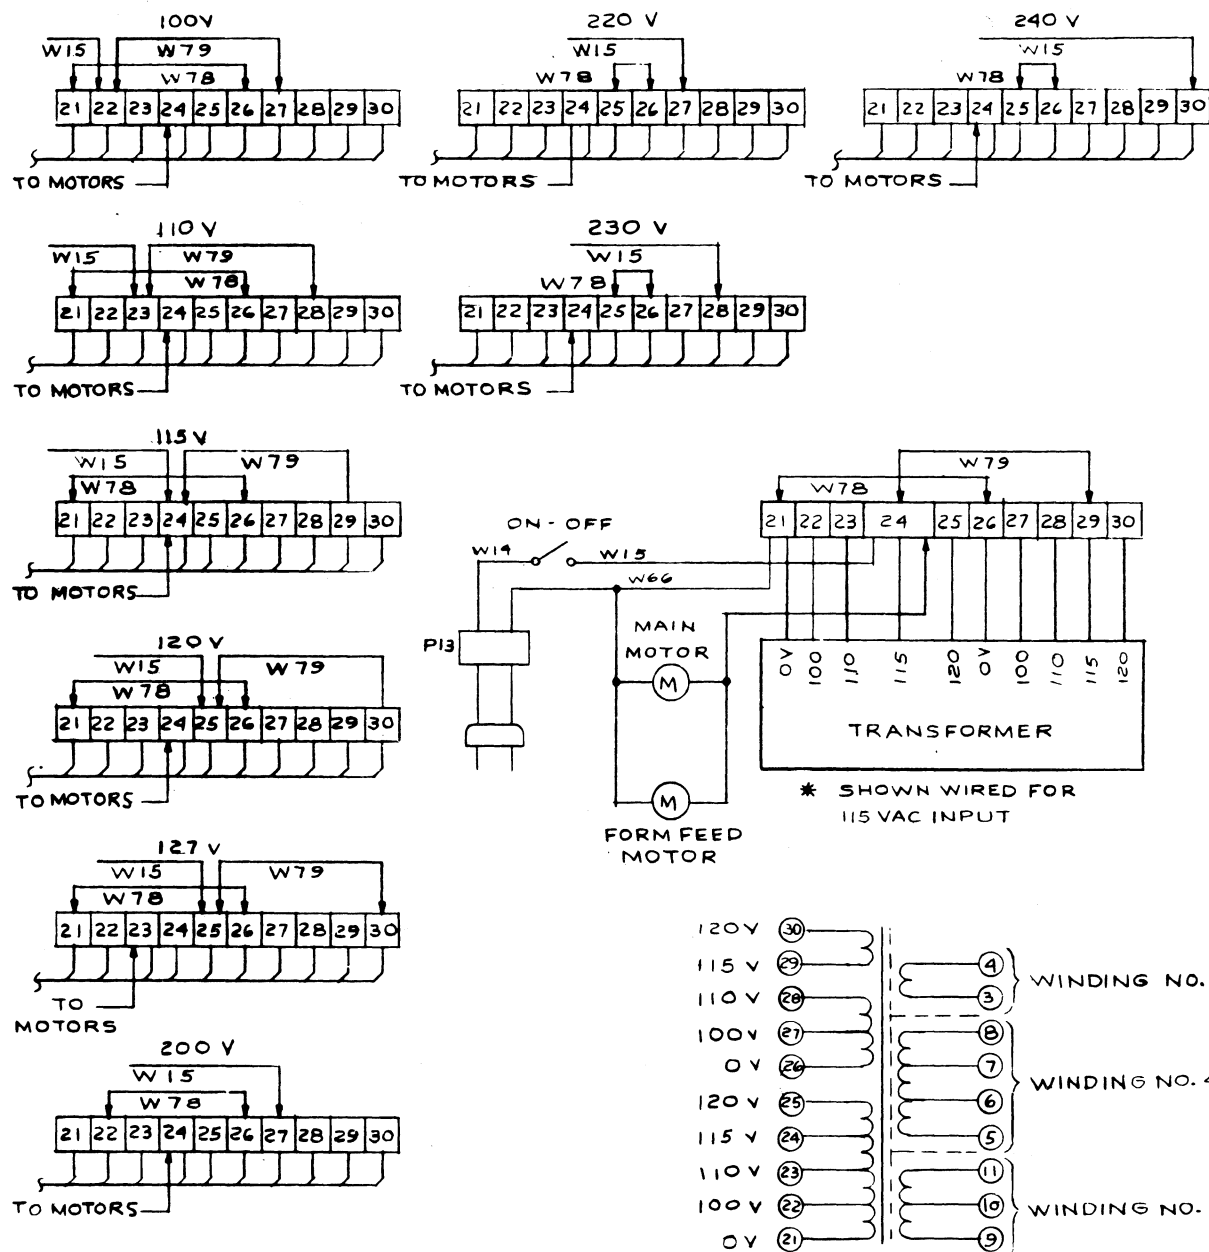 100V
W15 W79
W78
21 22 23 24 25 26 27 28 29 30
TO MOTORS
220 V
W15
W78
21 22 23 24 25 26 27 28 29 30
TO MOTORS
240 V
W15
W78
21 22 23 24 25 26 27 28 29 30
TO MOTORS
110 V
W15 W79
W78
21 22 23 24 25 26 27 28 29 30
TO MOTORS
230 V
W15
W78
21 22 23 24 25 26 27 28 29 30
TO MOTORS
115 V
W15 W79
W78
21 22 23 24 25 26 27 28 29 30
TO MOTORS
120 V
W15 W79
W78
21 22 23 24 25 26 27 28 29 30
TO MOTORS
127 V
W15 W79
W78
21 22 23 24 25 26 27 28 29 30
TO
MOTORS
200 V
W15
W78
21 22 23 24 25 26 27 28 29 30
TO MOTORS
W79
W78
21 22 23 24 25 26 27 28 29 30
ON - OFF
W14 W15
W66
P13
MAIN
MOTOR
M
M
FORM FEED
MOTOR
0V 100 110 115 120 0V 100 110 115 120
TRANSFORMER
* SHOWN WIRED FOR
115 VAC INPUT
120V 30
115 V 29
110 V 28
100V 27
0V 26
120 V 25
115 V 24
110 V 23
100 V 22
0V 21
4
3
WINDING NO.
8
7
6
5
WINDING NO. 
11
10
9
WINDING NO.